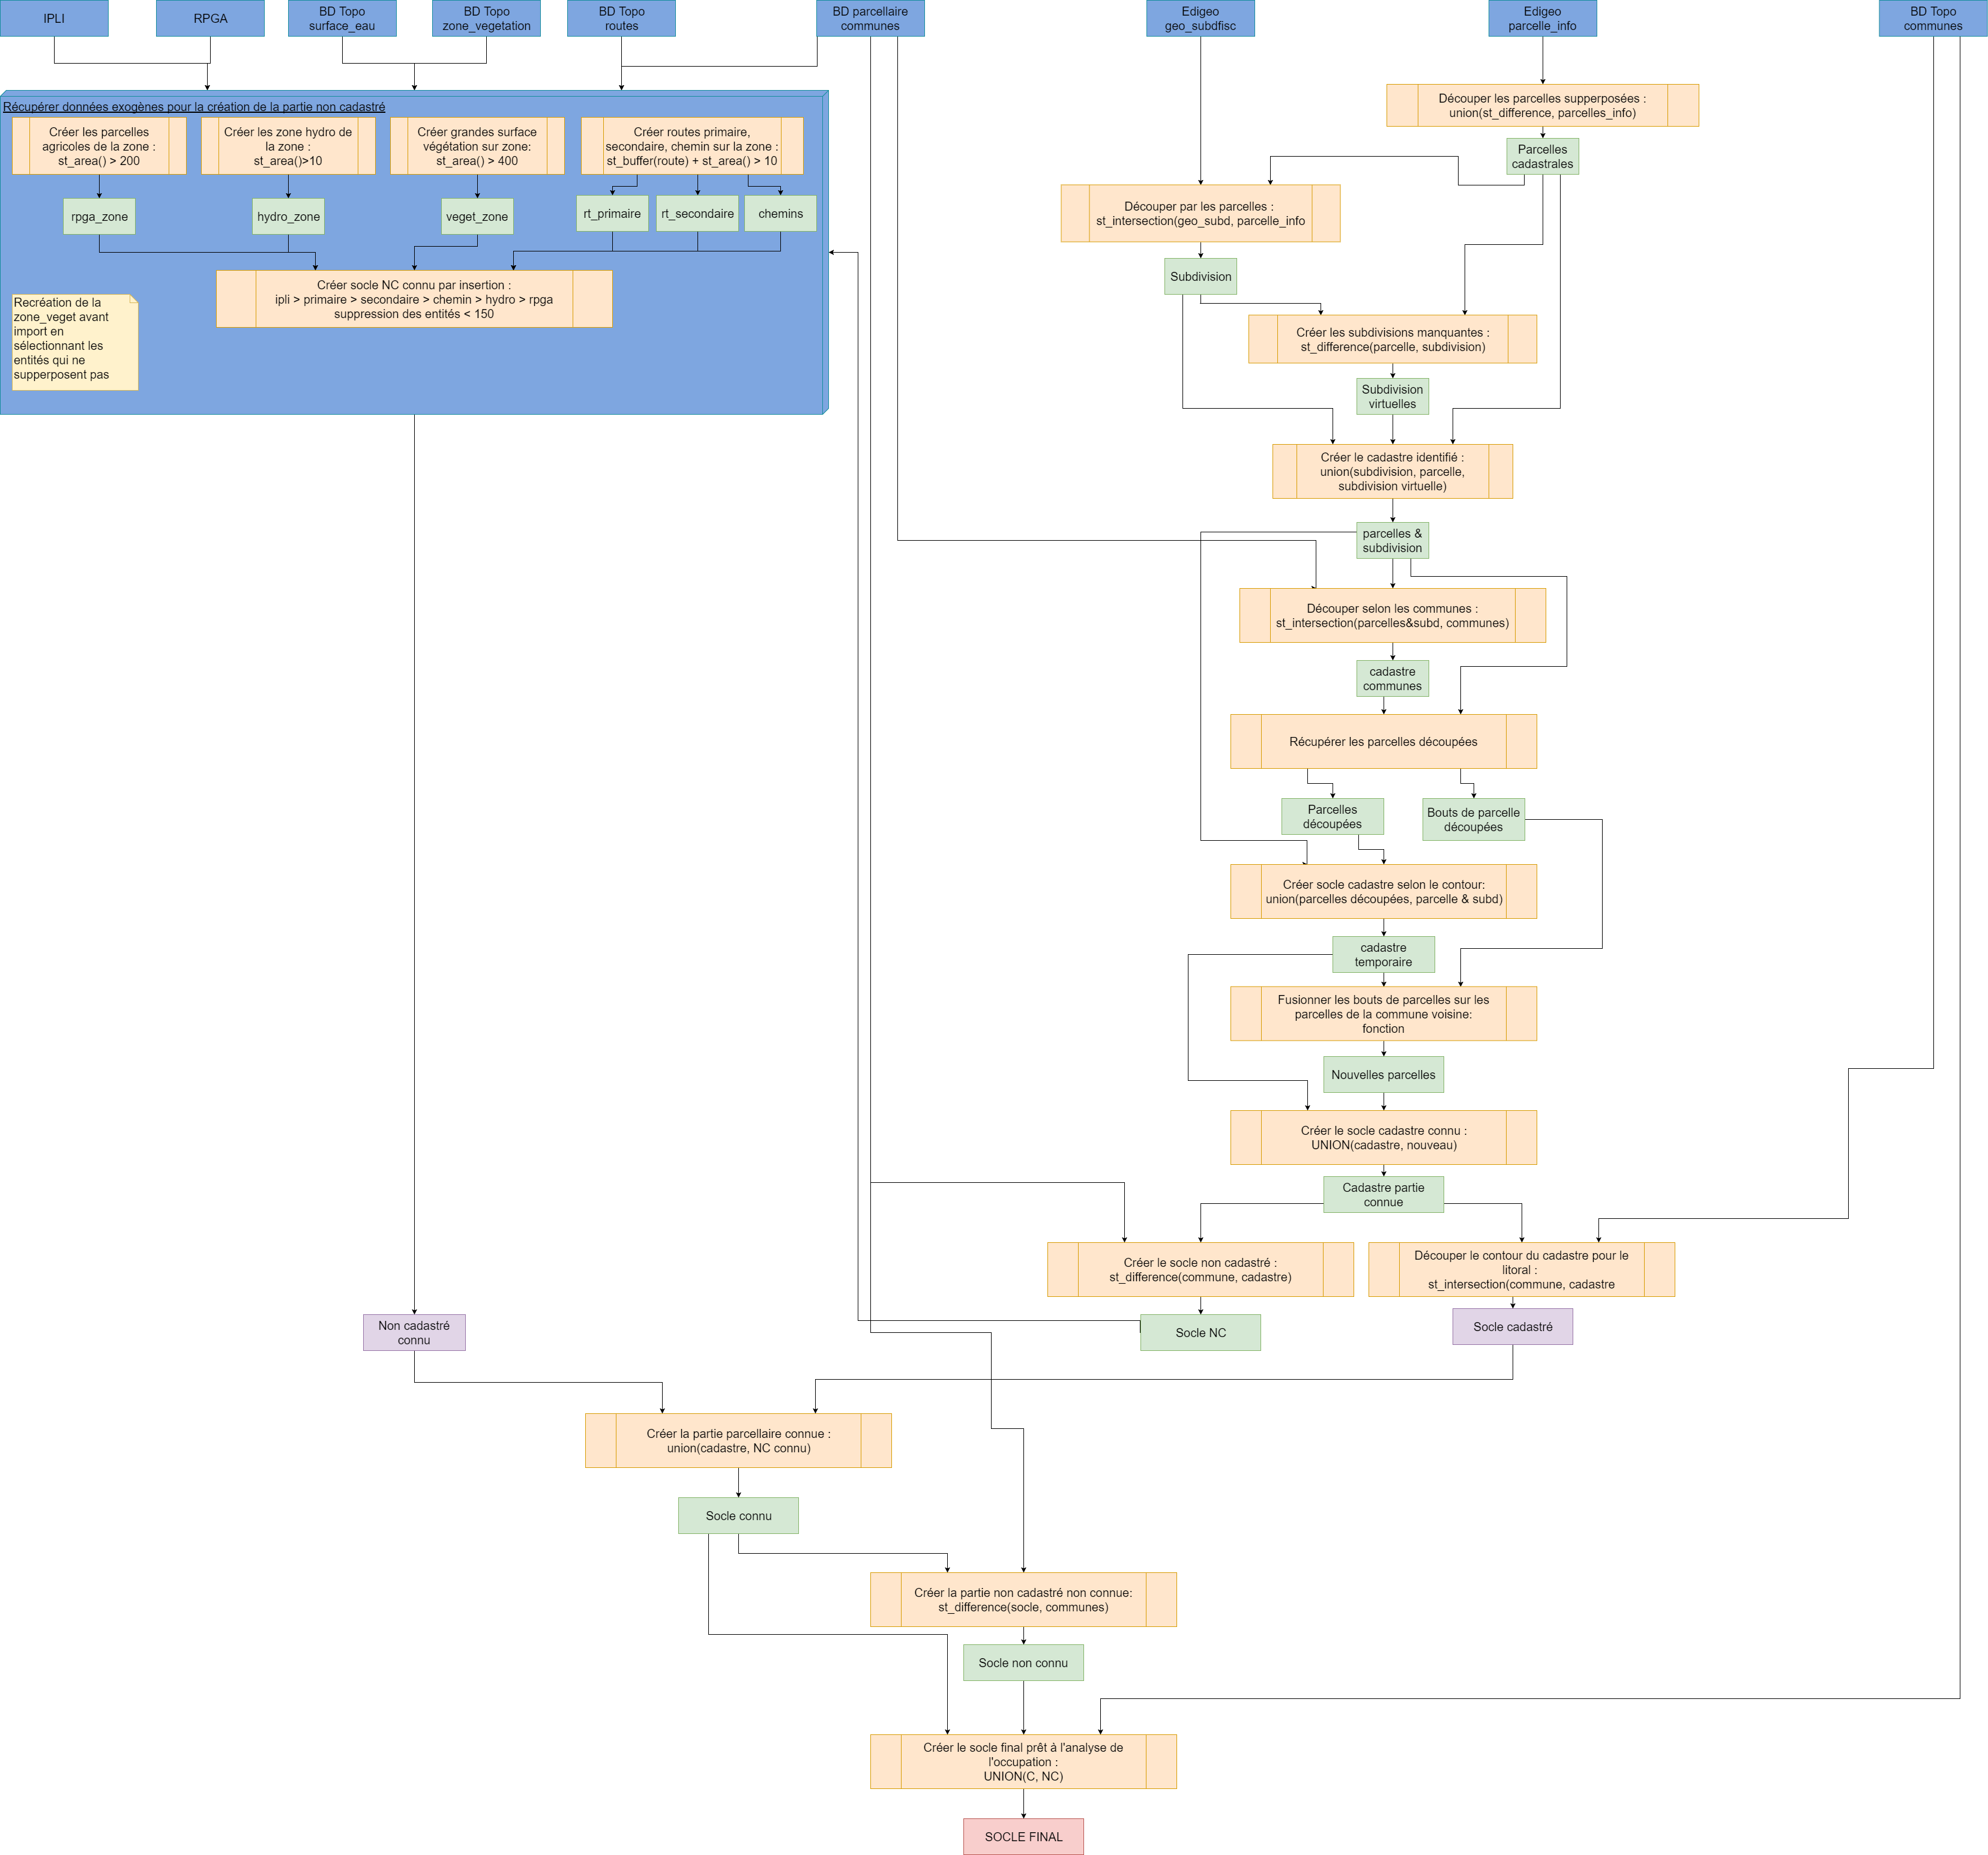 IPLI
RPGA
BD Topo
surface_eau
BD Topo
zone_vegetation
BD Topo
routes
BD parcellaire
communes
Edigeo
geo_subdfisc
Edigeo
parcelle_info
BD Topo
communes
Récupérer données exogènes pour la création de la partie non cadastré
Créer les parcelles
agricoles de la zone :
st_area() > 200
Créer les zone hydro de
la zone :
st_area()>10
Créer grandes surface
végétation sur zone:
st_area() > 400
Créer routes primaire,
secondaire, chemin sur la zone :
st_buffer(route) + st_area() > 10
rpga_zone
hydro_zone
veget_zone
rt_primaire
rt_secondaire
chemins
Créer socle NC connu par insertion :
ipli > primaire > secondaire > chemin > hydro > rpga
suppression des entités < 150
Recréation de la
zone_veget avant
import en
sélectionnant les
entités qui ne
supperposent pas
Découper les parcelles supperposées :
union(st_difference, parcelles_info)
Parcelles
cadastrales
Découper par les parcelles :
st_intersection(geo_subd, parcelle_info
Subdivision
Créer les subdivisions manquantes :
st_difference(parcelle, subdivision)
Subdivision
virtuelles
Créer le cadastre identifié :
union(subdivision, parcelle,
subdivision virtuelle)
parcelles &
subdivision
Découper selon les communes :
st_intersection(parcelles&subd, communes)
cadastre
communes
Récupérer les parcelles découpées
Parcelles
découpées
Bouts de parcelle
découpées
Créer socle cadastre selon le contour:
union(parcelles découpées, parcelle & subd)
cadastre
temporaire
Fusionner les bouts de parcelles sur les
parcelles de la commune voisine:
fonction
Nouvelles parcelles
Créer le socle cadastre connu :
UNION(cadastre, nouveau)
Cadastre partie
connue
Créer le socle non cadastré :
st_difference(commune, cadastre)
Découper le contour du cadastre pour le
litoral :
st_intersection(commune, cadastre
Non cadastré
connu
Socle NC
Socle cadastré
Créer la partie parcellaire connue :
union(cadastre, NC connu)
Socle connu
Créer la partie non cadastré non connue:
st_difference(socle, communes)
Socle non connu
Créer le socle final prêt à l'analyse de
l'occupation :
UNION(C, NC)
SOCLE FINAL